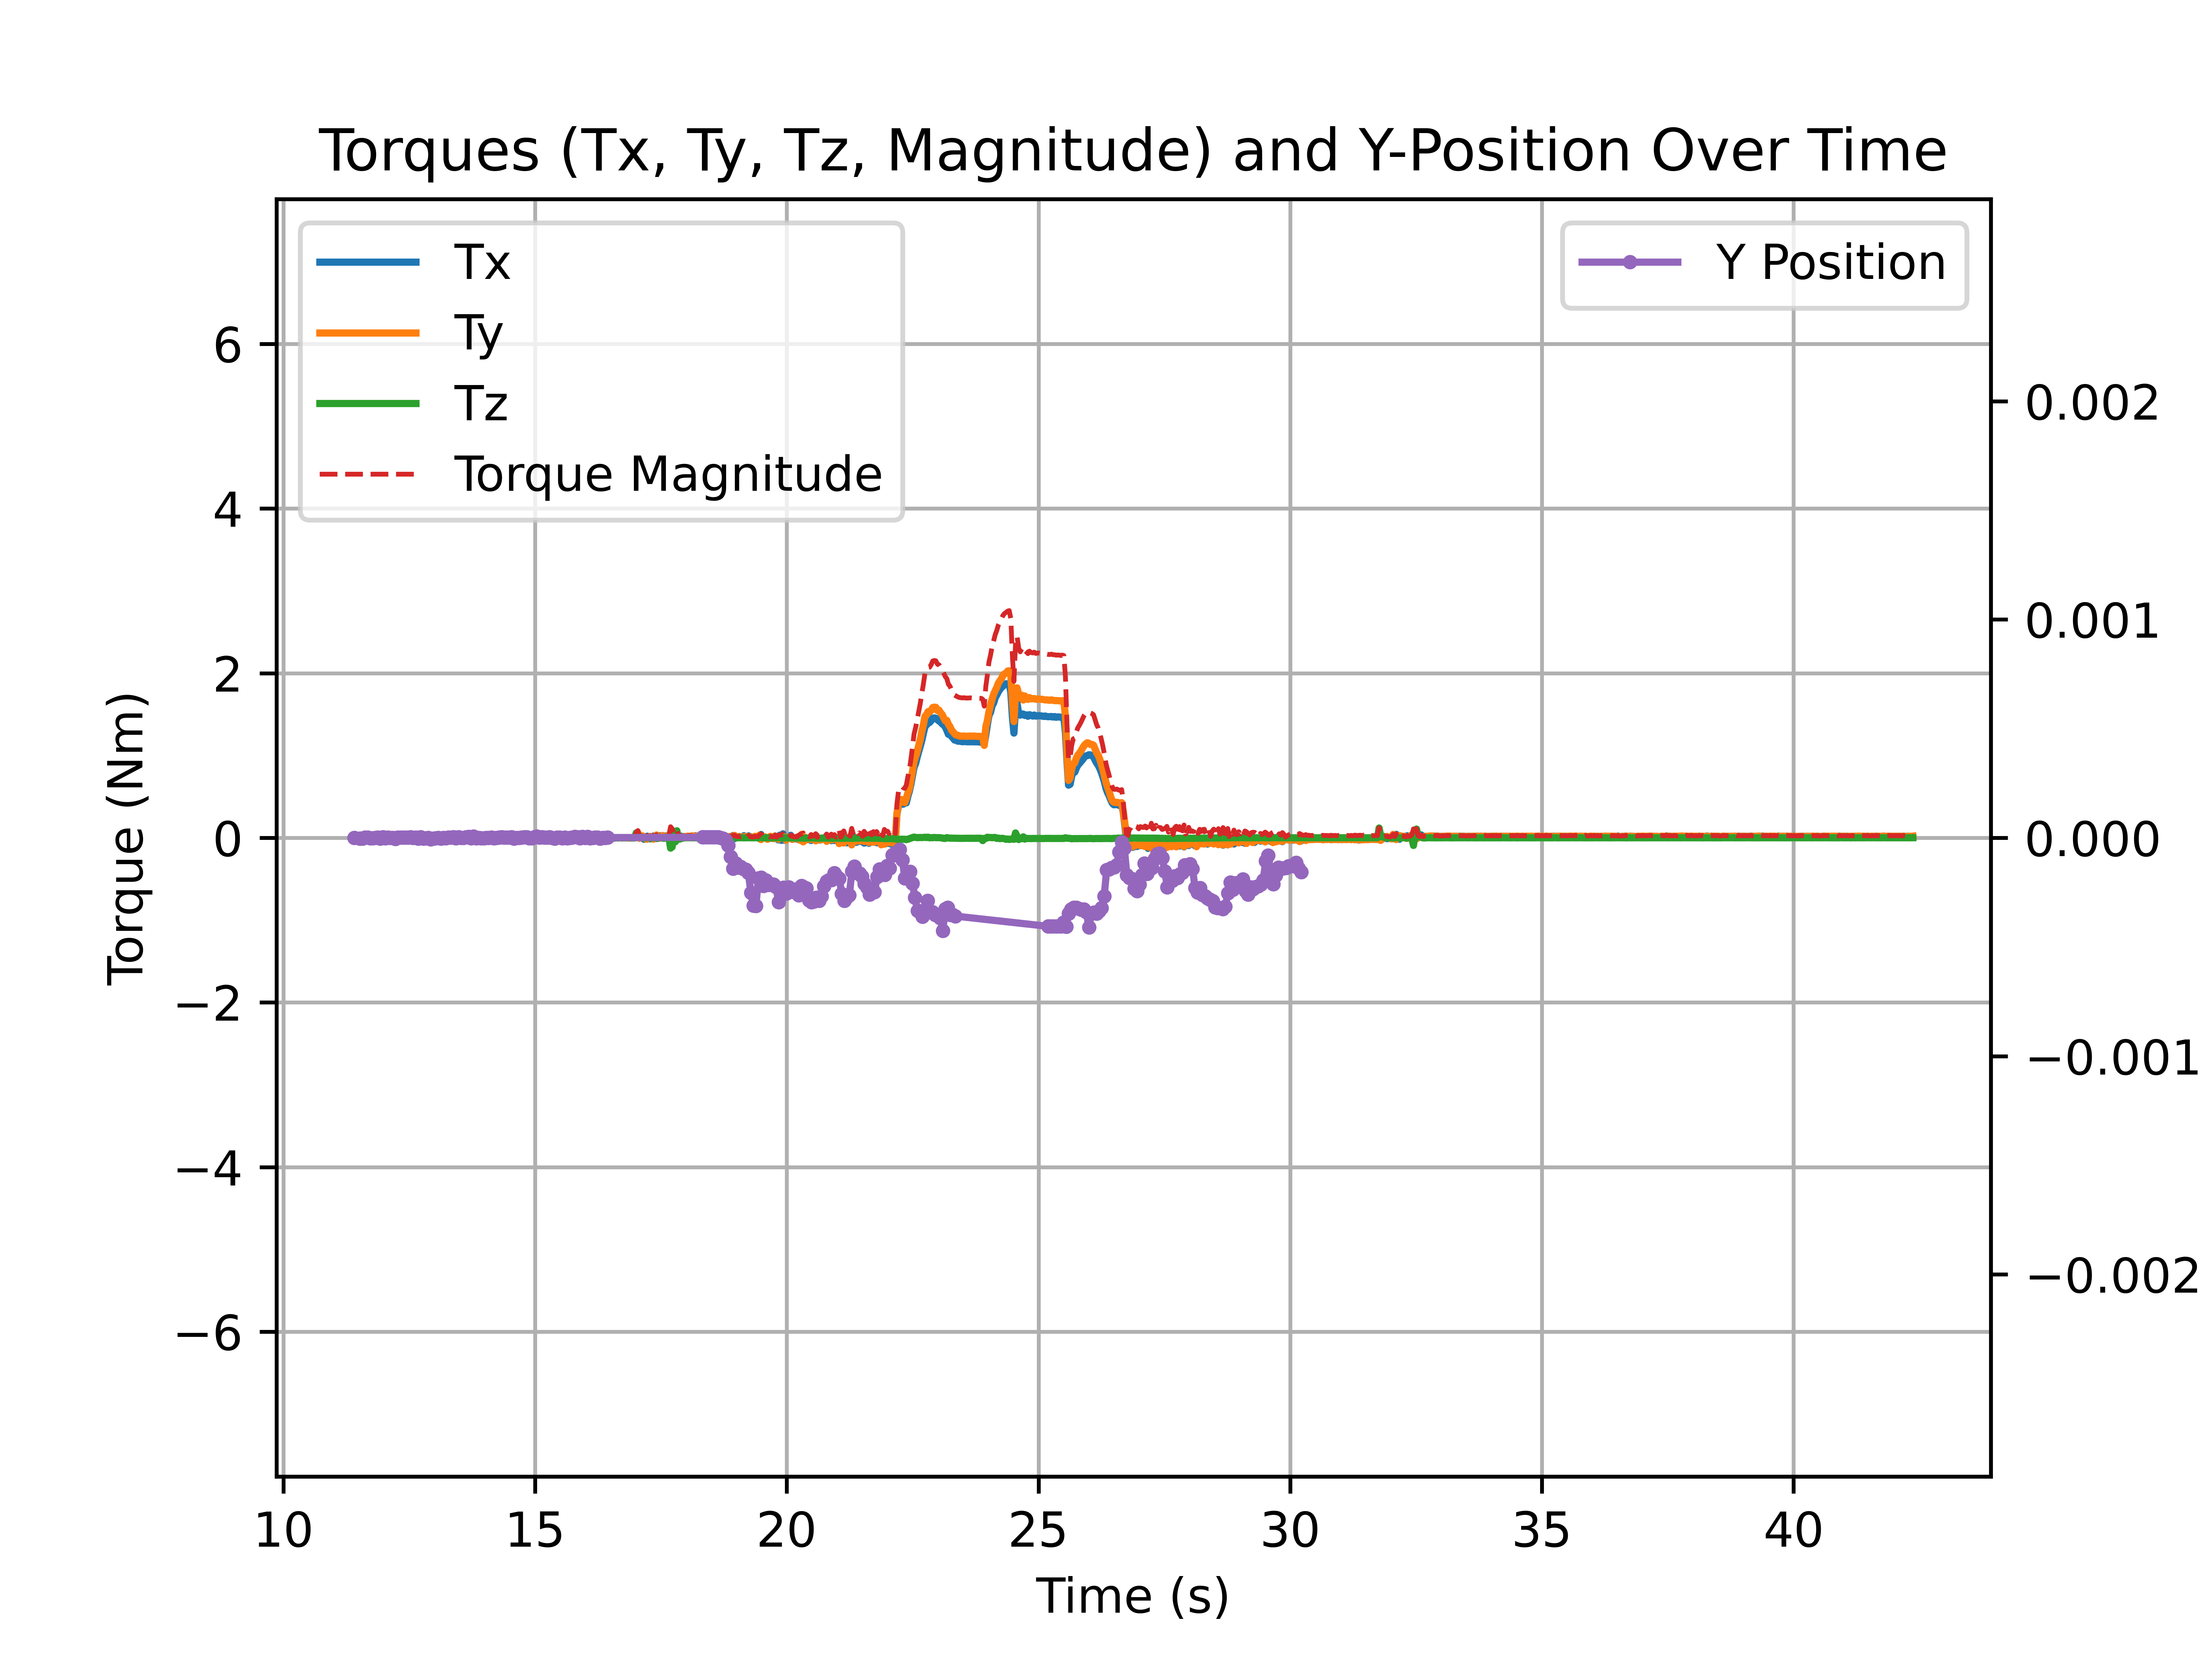 Torques (Tx, Ty, Tz, Magnitude) and Y-Position Over Time
Tx
Ty
Tz
Torque Magnitude
Y Position
6
4
2
0
−2
−4
−6
Torque (Nm)
0.002
0.001
0.000
−0.001
−0.002
10 15 20 25 30 35 40
Time (s)